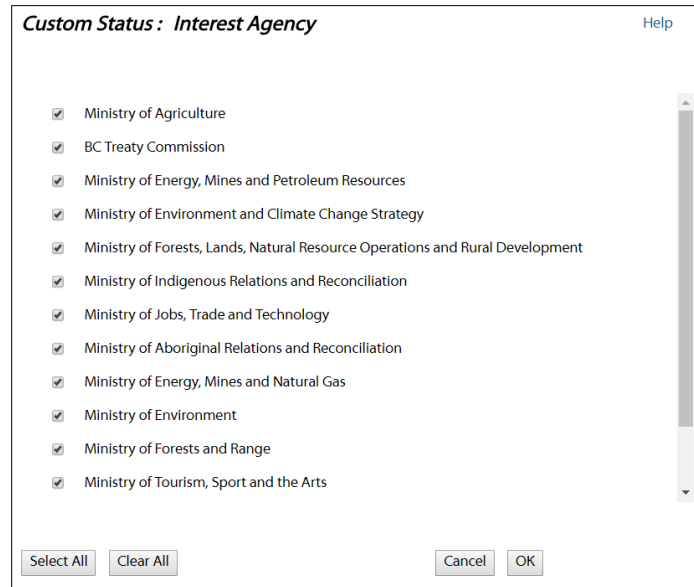 Custom Status : Interest Agency
Help
Ministry of Agriculture
BC Treaty Commission
Ministry of Energy, Mines and Petroleum Resources
Ministry of Environment and Climate Change Strategy
Ministry of Forests, Lands, Natural Resource Operations and Rural Development
Ministry of Indigenous Relations and Reconciliation
Ministry of Jobs, Trade and Technology
Ministry of Aboriginal Relations and Reconciliation
Ministry of Energy, Mines and Natural Gas
Ministry of Environment
Ministry of Forests and Range
Ministry of Tourism, Sport and the Arts
Select All
Clear All
Cancel
OK